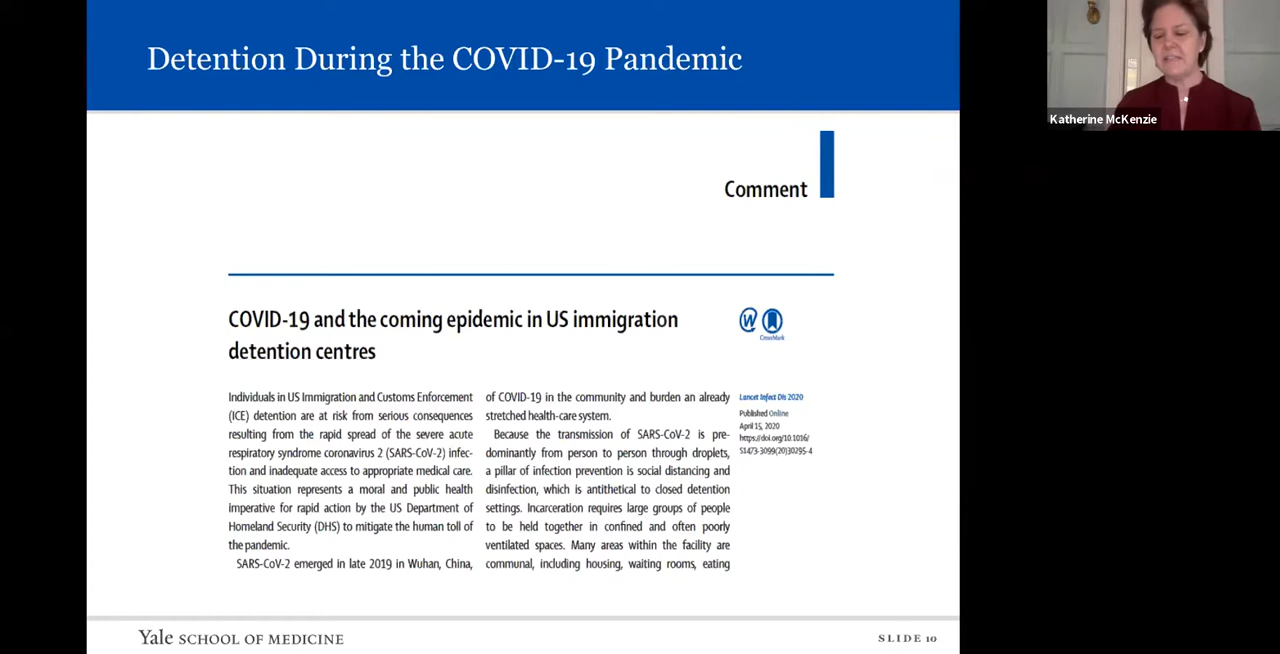 Detention During the COVID-19 Pandemic
Katherine McKenzie
Comment
COVID-19 and the coming epidemic in US immigration
detention centres
CrossMark
Individuals in US Immigration and Customs Enforcement
(ICE) detention are at risk from serious consequences
resulting from the rapid spread of the severe acute
respiratory syndrome coronavirus 2 (SARS-CoV-2) infec-
tion and inadequate access to appropriate medical care.
This situation represents a moral and public health
imperative for rapid action by the US Department of
Homeland Security (DHS) to mitigate the human toll of
the pandemic.
SARS-CoV-2 emerged in late 2019 in Wuhan, China,
of COVID-19 in the community and burden an already
stretched health-care system.
Because the transmission of SARS-CoV-2 is pre-
dominantly from person to person through droplets,
a pillar of infection prevention is social distancing and
disinfection, which is antithetical to closed detention
settings. Incarceration requires large groups of people
to be held together in confined and often poorly
ventilated spaces. Many areas within the facility are
communal, including housing, waiting rooms, eating
Lancet Infect Dis 2020
Published Online
April 15, 2020
https://doi.org/10.1016/
S1473-3099(20)30295-4
Yale SCHOOL OF MEDICINE
SLIDE 10